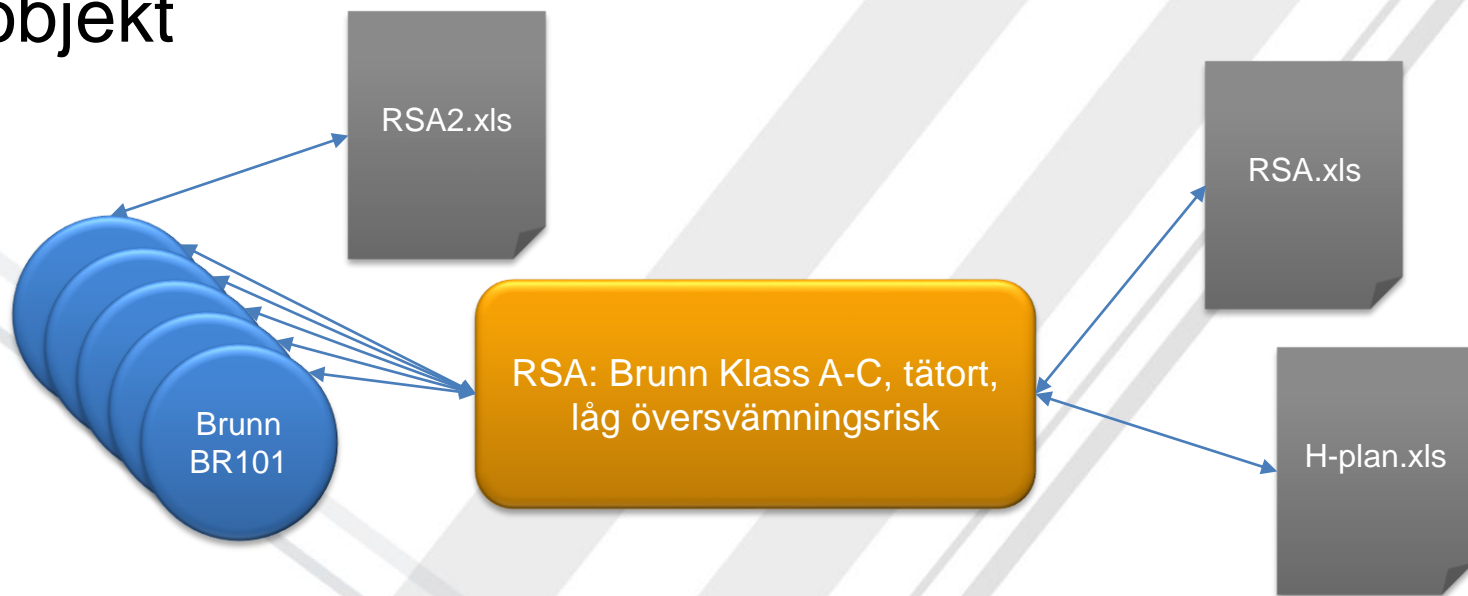 objekt
RSA2.xls
RSA.xls
RSA: Brunn Klass A-C, tätort,
låg översvämningsrisk
Brunn
BR101
H-plan.xls